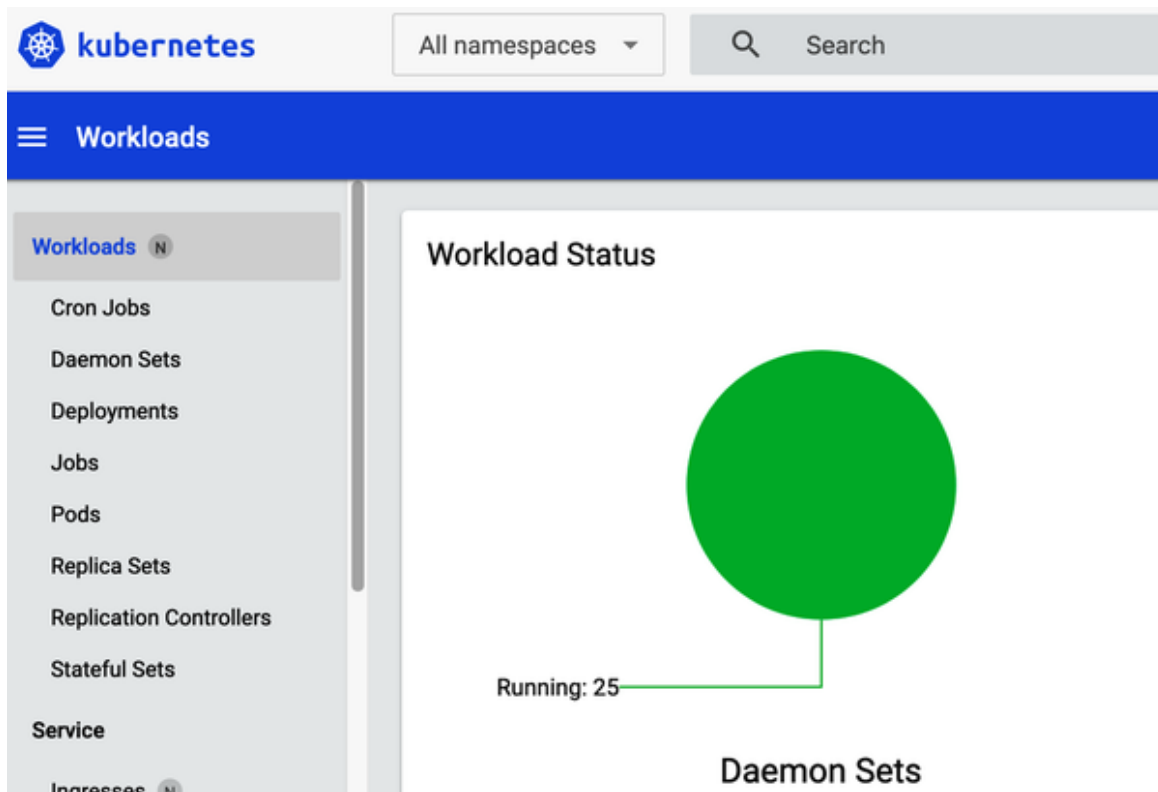 kubernetes
All namespaces
Search
Workloads
Workloads N
Cron Jobs
Daemon Sets
Deployments
Jobs
Pods
Replica Sets
Replication Controllers
Stateful Sets
Service
Ingresses N
Workload Status
Running: 25
Daemon Sets